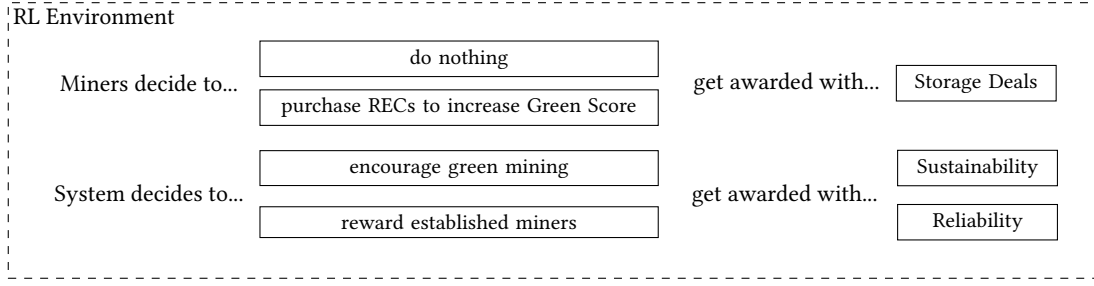 RL Environment
do nothing
Miners decide to...
get awarded with...
Storage Deals
purchase RECs to increase Green Score
encourage green mining
Sustainability
System decides to...
get awarded with...
reward established miners
Reliability